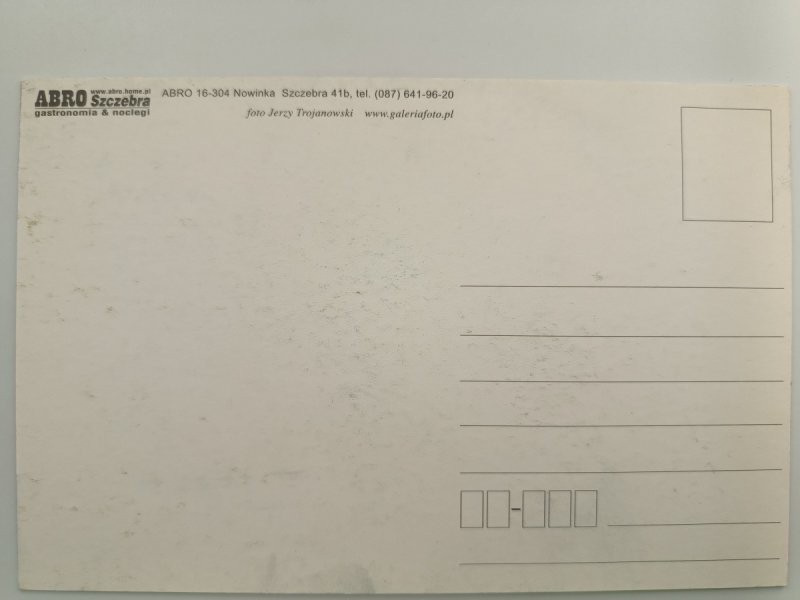 ABRO www.abro.home.pl
Szczebra
gastronomia & noclegi
ABRO 16-304 Nowinka Szczebra 41b, tel. (087) 641-96-20
foto Jerzy Trojanowski www.galeriafoto.pl